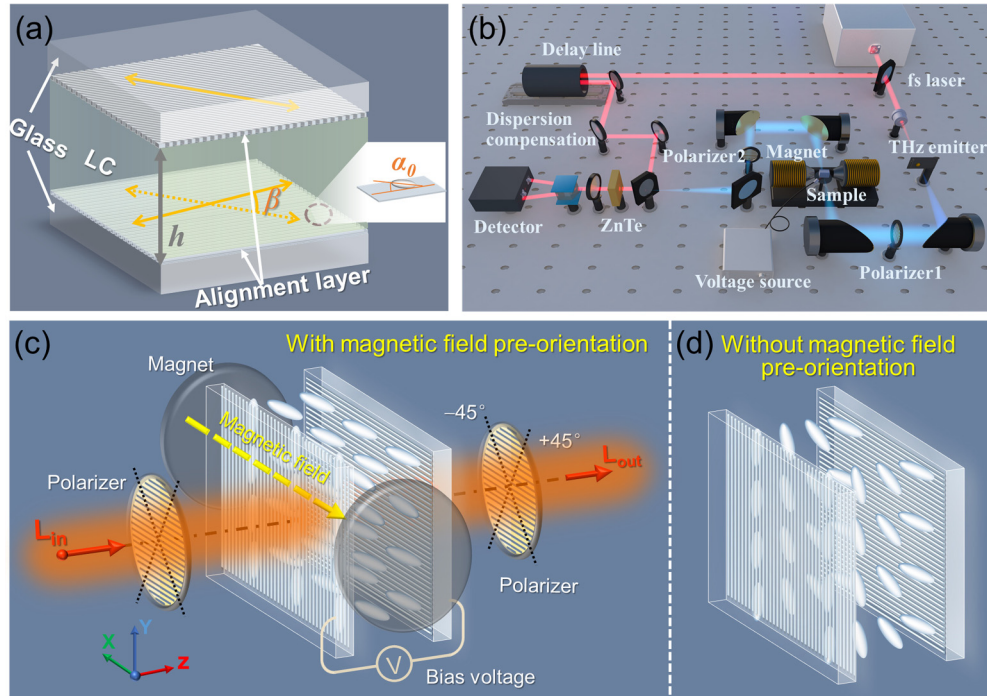 (a)
Glass
LC
α₀
β
h
Alignment layer
(b)
Delay line
fs laser
Dispersion
compensation
Polarizer2
Magnet
THz emitter
Sample
Detector
ZnTe
Voltage source
Polarizer1
(c)
With magnetic field pre-orientation
Magnet
Magnetic field
−45°
+45°
Polarizer
Lout
Lin
Polarizer
Y
X
Z
V
Bias voltage
(d)
Without magnetic field
pre-orientation